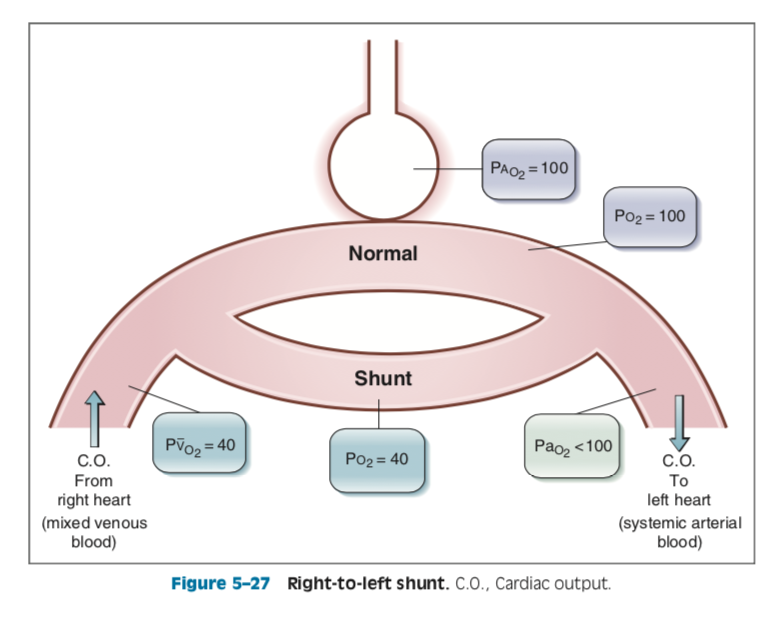 PAO2 = 100
PO2 = 100
Normal
Shunt
Pv̄O2 = 40
PO2 = 40
PaO2 <100
C.O.
From
right heart
(mixed venous
blood)
C.O.
To
left heart
(systemic arterial
blood)
Figure 5–27 Right-to-left shunt. C.O., Cardiac output.